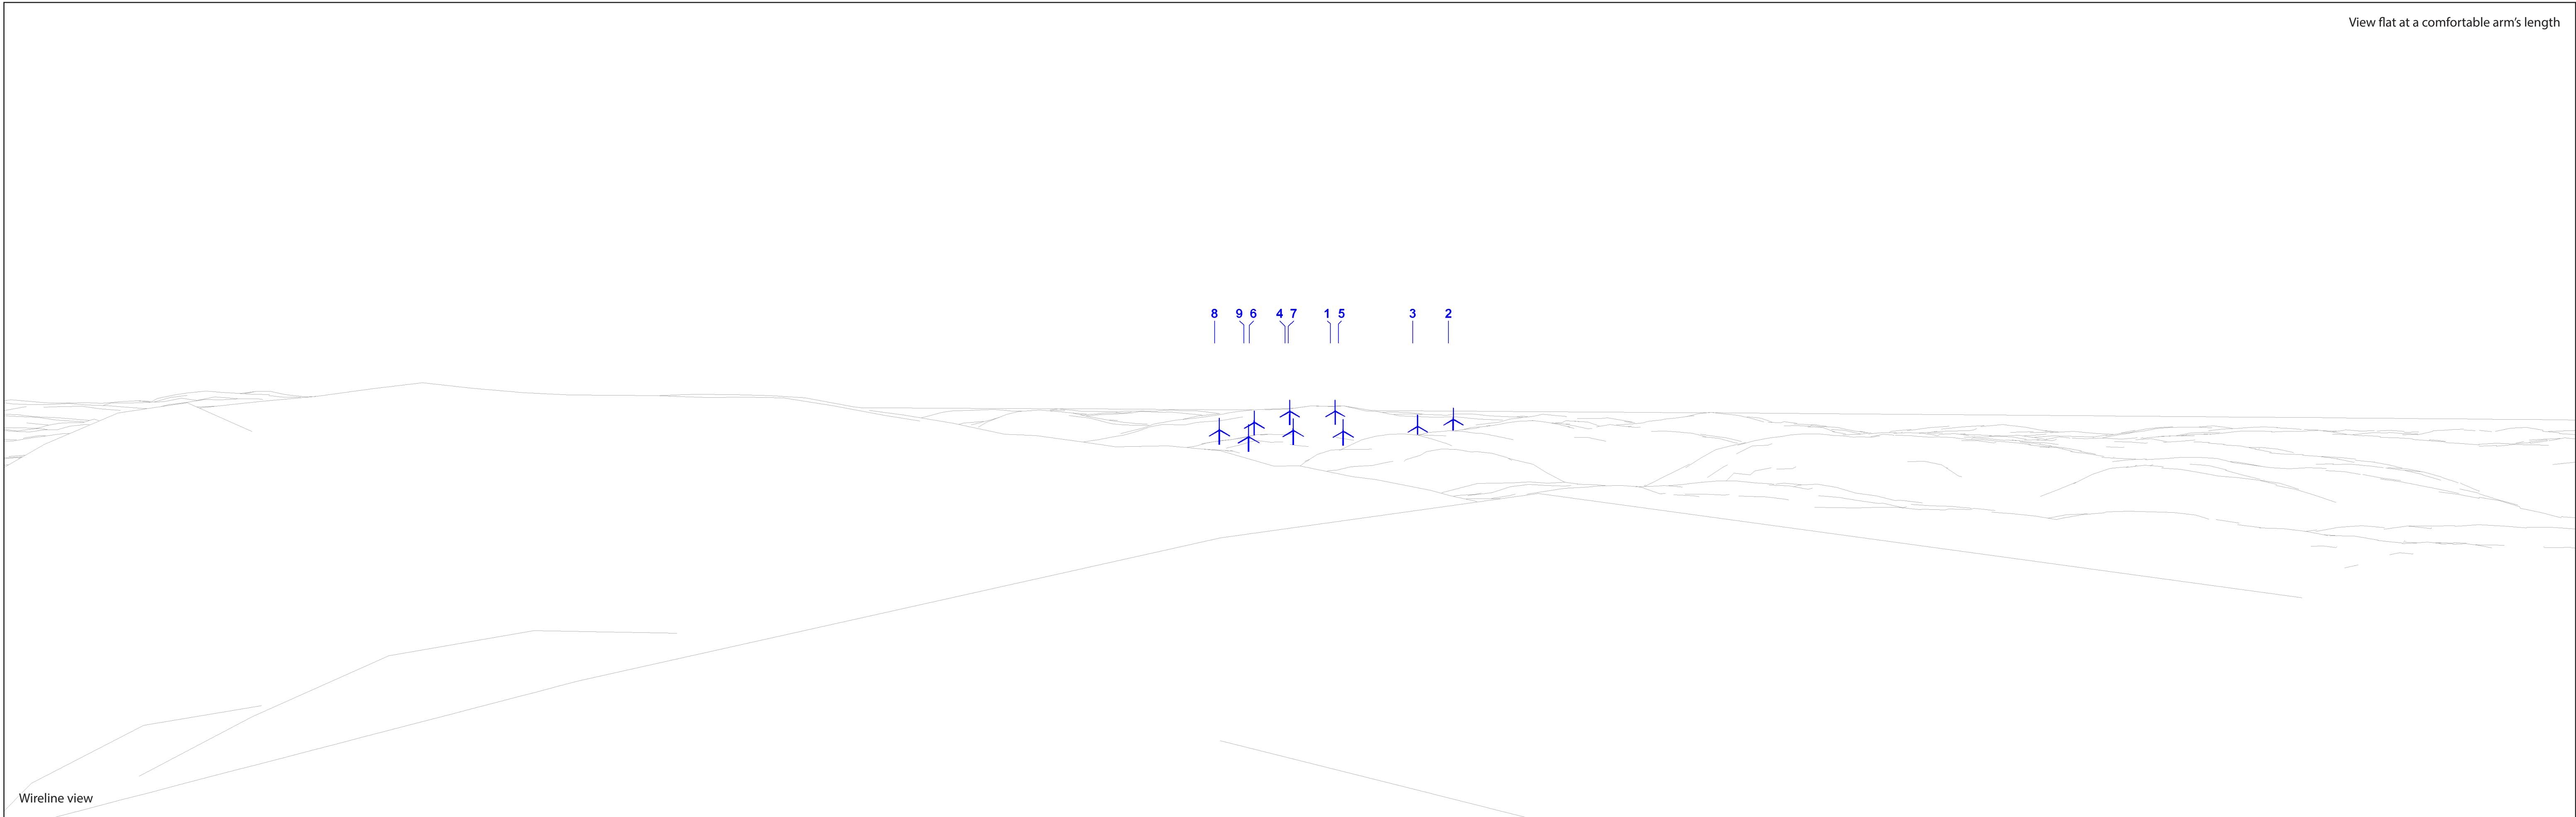 View flat at a comfortable arm's length
8 9 6 4 7 1 5 3 2
Wireline view